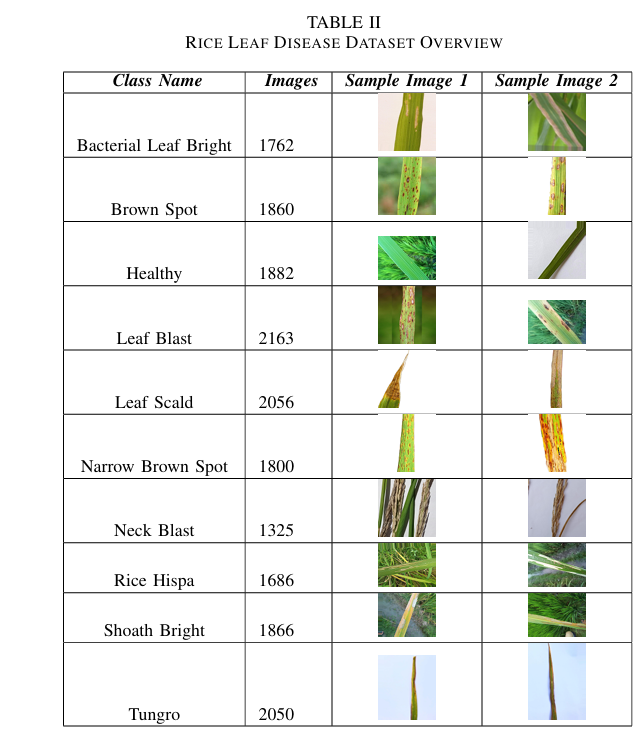 TABLE II
RICE LEAF DISEASE DATASET OVERVIEW
Class Name Images Sample Image 1 Sample Image 2
Bacterial Leaf Bright 1762
Brown Spot 1860
Healthy 1882
Leaf Blast 2163
Leaf Scald 2056
Narrow Brown Spot 1800
Neck Blast 1325
Rice Hispa 1686
Shoath Bright 1866
Tungro 2050